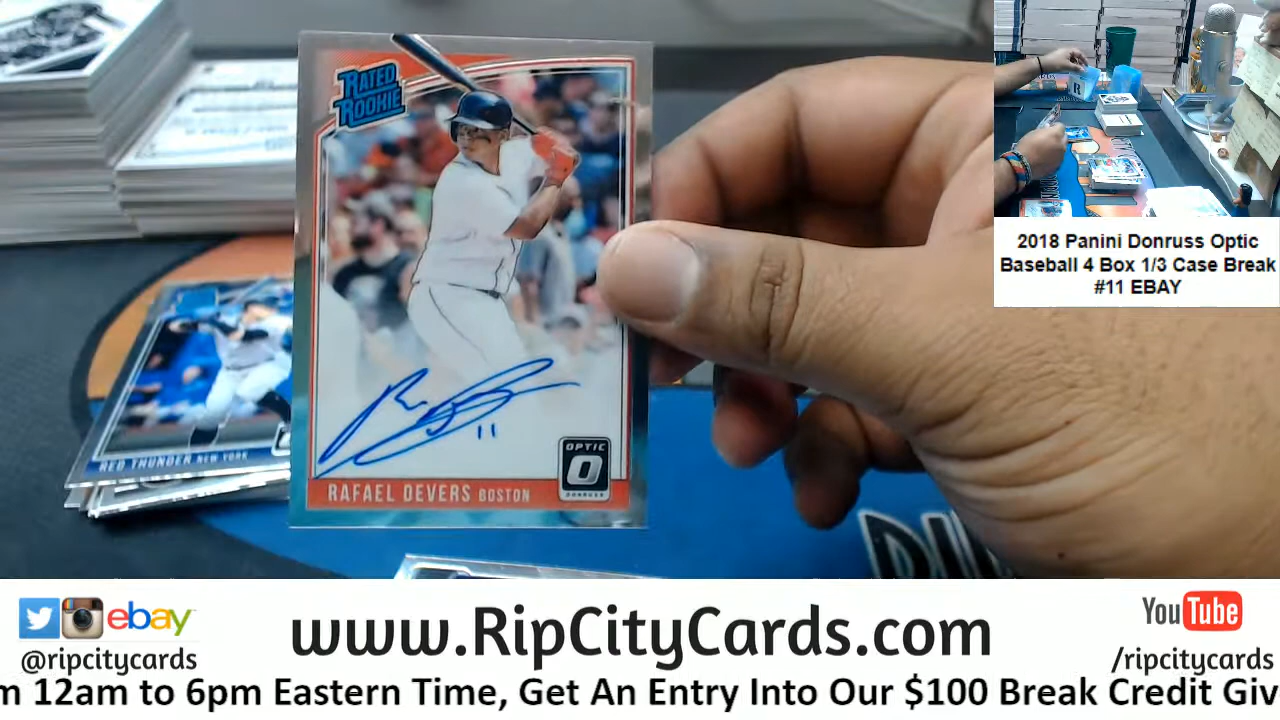 RATED
ROOKIE
11
OPTIC
O
DONRUSS
RAFAEL DEVERS BOSTON
RED THUNDER NEW YORK
R
2018 Panini Donruss Optic
Baseball 4 Box 1/3 Case Break
#11 EBAY
ebay
@ripcitycards
www.RipCityCards.com
YouTube
/ripcitycards
m 12am to 6pm Eastern Time, Get An Entry Into Our $100 Break Credit Giv